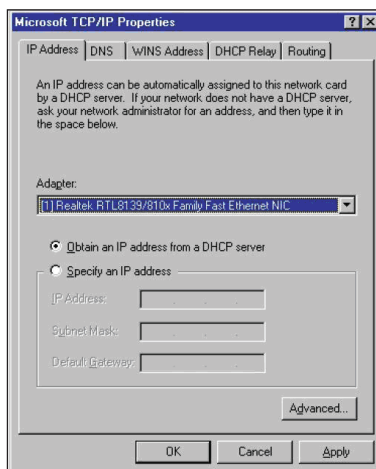 Microsoft TCP/IP Properties
IP Address DNS WINS Address DHCP Relay Routing
An IP address can be automatically assigned to this network card
by a DHCP server. If your network does not have a DHCP server,
ask your network administrator for an address, and then type it in
the space below.
Adapter:
[1] Realtek RTL8139/810x Family Fast Ethernet NIC
Obtain an IP address from a DHCP server
Specify an IP address
IP Address:
Subnet Mask:
Default Gateway:
Advanced...
OK Cancel Apply